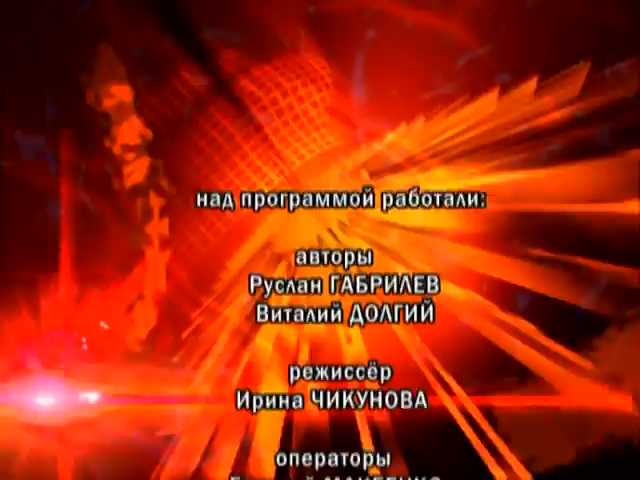 над программой работали:
авторы
Руслан ГАБРИЛЕВ
Виталий ДОЛГИЙ
режиссёр
Ирина ЧИКУНОВА
операторы